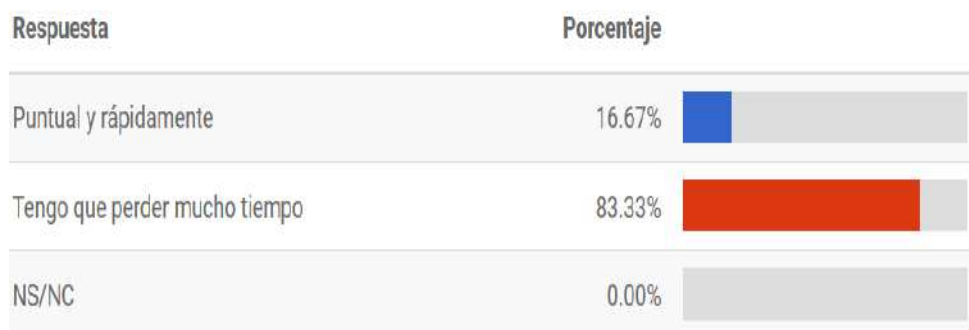 Respuesta Porcentaje
Puntual y rápidamente 16.67%
Tengo que perder mucho tiempo 83.33%
NS/NC 0.00%